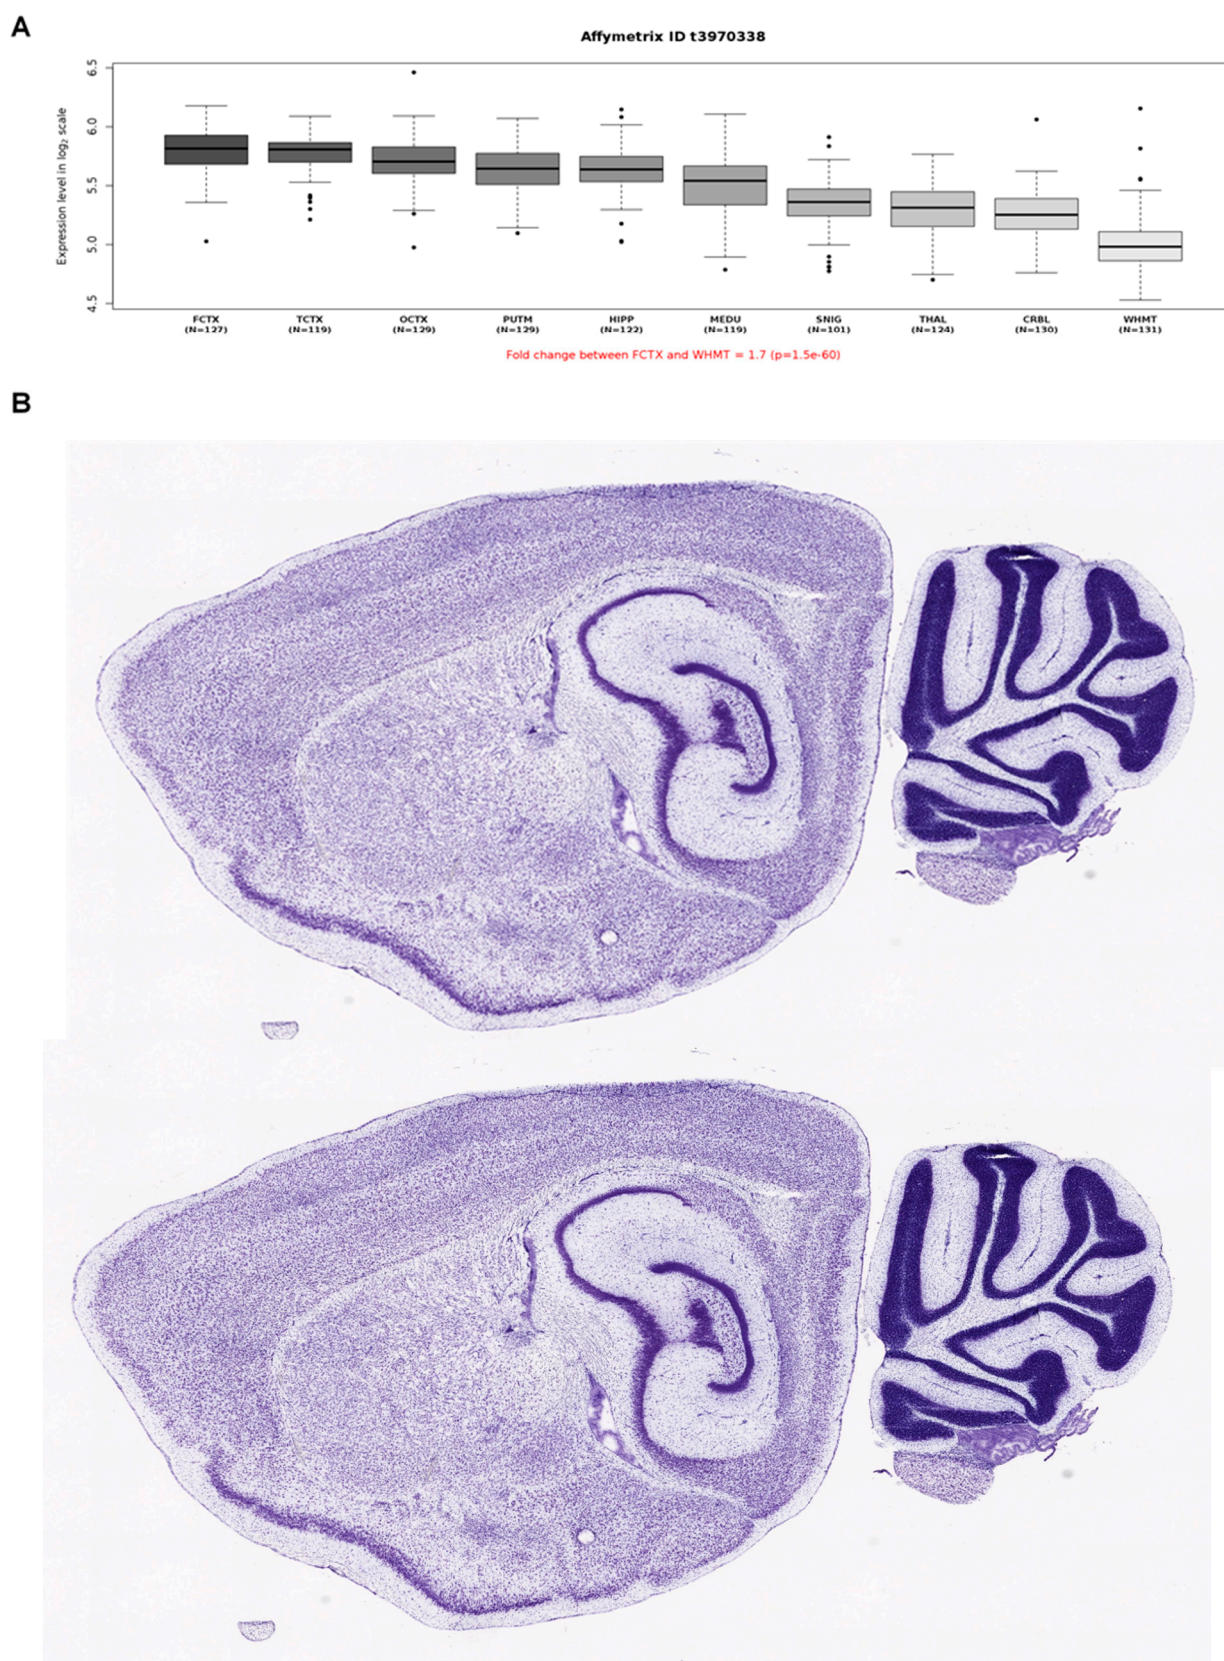 A
Affymetrix ID t3970338
Expression level in log2 scale
6.5
6.0
5.5
5.0
4.5
FCTX TCTX OCTX PUTM HIPP MEDU SNIG THAL CRBL WHMT
(N=127) (N=119) (N=129) (N=129) (N=122) (N=119) (N=101) (N=124) (N=130) (N=131)
Fold change between FCTX and WHMT = 1.7 (p=1.5e-60)
B